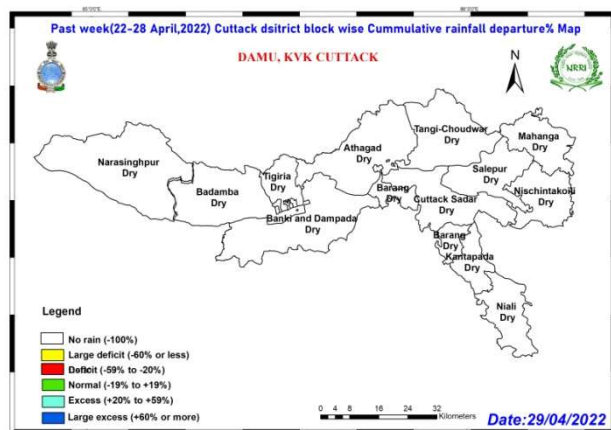 Past week(22-28 April,2022) Cuttack dsitrict block wise Cummulative rainfall departure% Map
DAMU, KVK CUTTACK
N
NRRI
Narasinghpur
Dry
Badamba
Dry
Tigiria
Dry
Athagad
Dry
Tangi-Choudwar
Dry
Mahanga
Dry
Salepur
Dry
Nischintakoili
Dry
Barang
Dry
Cuttack Sadar
Dry
Banki and Dampada
Dry
Barang
Dry
Kantapada
Dry
Niali
Dry
Legend
No rain (-100%)
Large deficit (-60% or less)
Deficit (-59% to -20%)
Normal (-19% to +19%)
Excess (+20% to +59%)
Large excess (+60% or more)
0 4 8 16 24 32
Kilometers
Date:29/04/2022